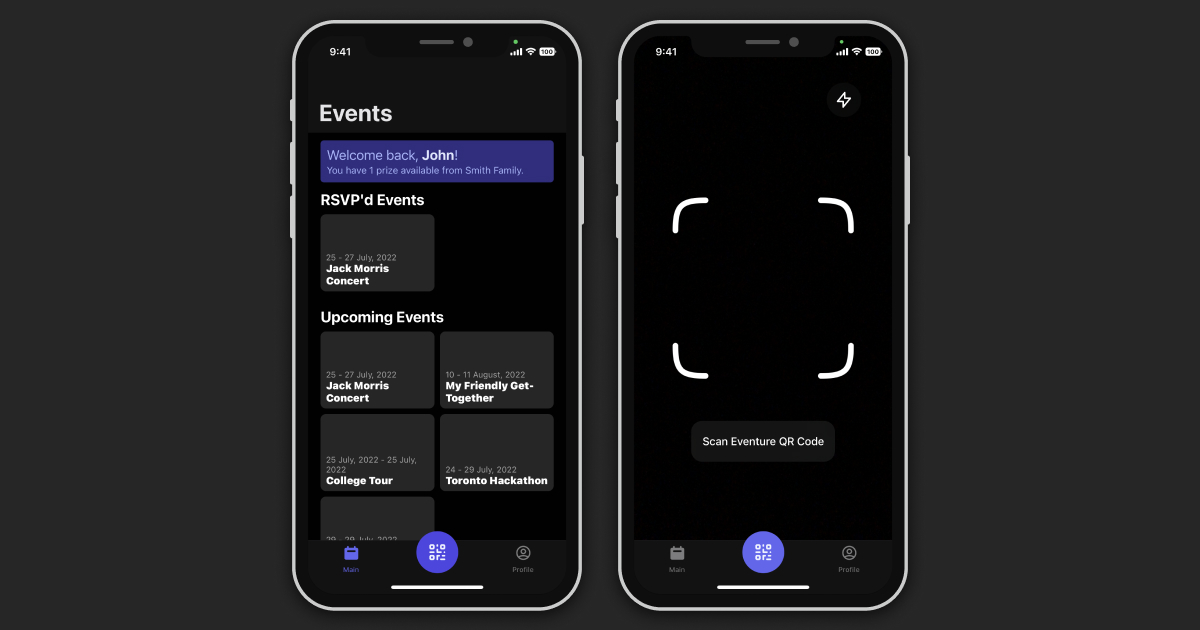 9:41
100
Events
Welcome back, John!
You have 1 prize available from Smith Family.
RSVP'd Events
25 - 27 July, 2022
Jack Morris
Concert
Upcoming Events
25 - 27 July, 2022
Jack Morris
Concert
10 - 11 August, 2022
My Friendly Get-
Together
25 July, 2022 - 25 July,
2022
College Tour
24 - 29 July, 2022
Toronto Hackathon
Main
Profile
9:41
100
Scan Eventure QR Code
Main
Profile